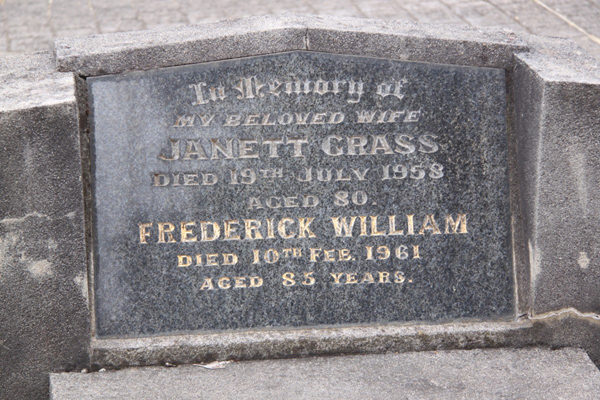 In Memory of
MY BELOVED WIFE
JANETT GRASS
DIED 19TH JULY 1958
AGED 80.
FREDERICK WILLIAM
DIED 10TH FEB. 1961
AGED 85 YEARS.